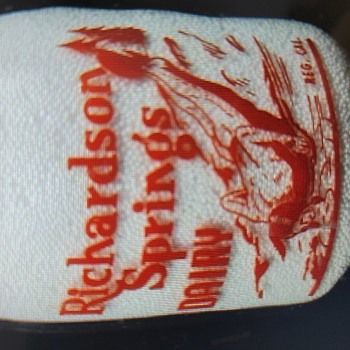 Richardson
Springs
DAIRY
REG. CAL.